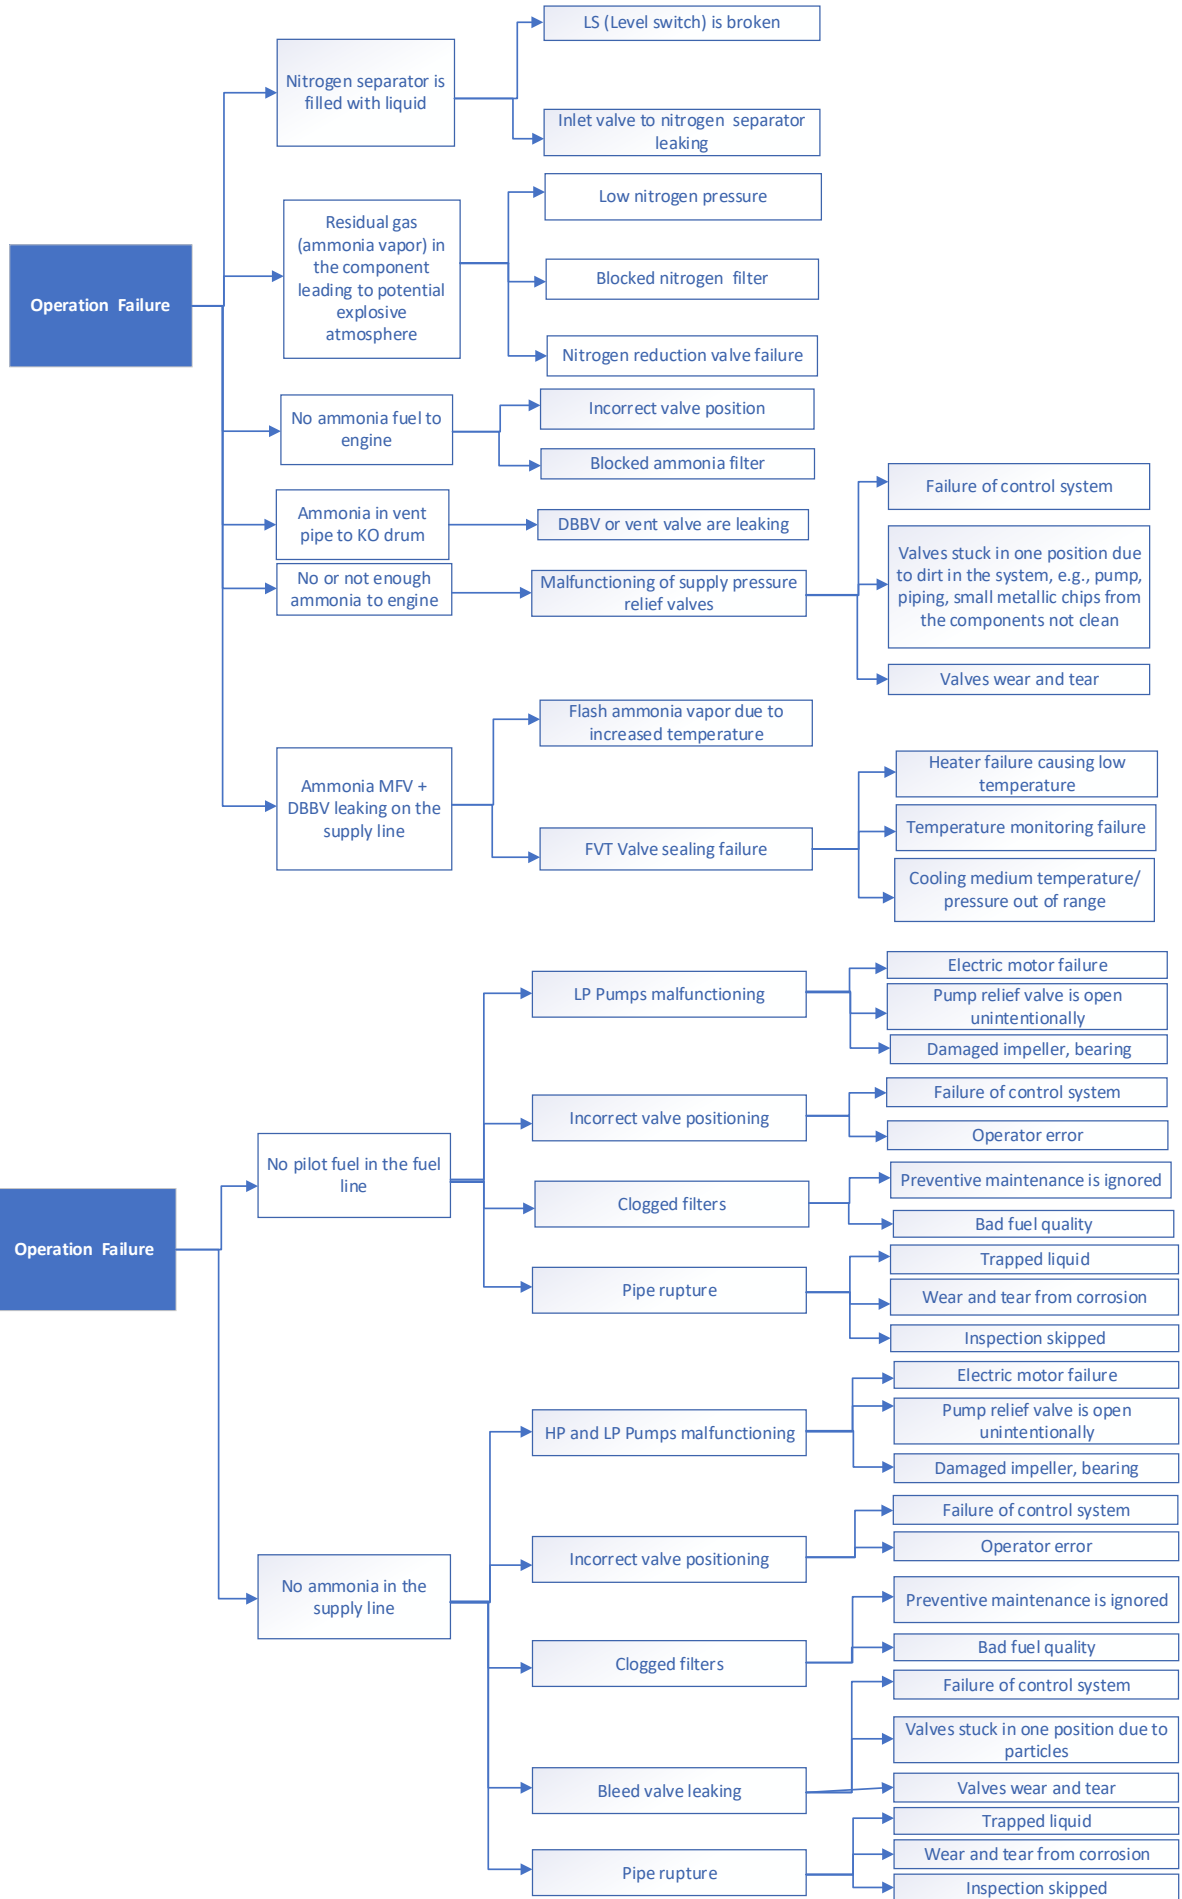 Operation Failure
Nitrogen separator is
filled with liquid
LS (Level switch) is broken
Inlet valve to nitrogen separator
leaking
Residual gas
(ammonia vapor) in
the component
leading to potential
explosive
atmosphere
Low nitrogen pressure
Blocked nitrogen filter
Nitrogen reduction valve failure
No ammonia fuel to
engine
Incorrect valve position
Blocked ammonia filter
Ammonia in vent
pipe to KO drum
DBBV or vent valve are leaking
No or not enough
ammonia to engine
Malfunctioning of supply pressure
relief valves
Failure of control system
Valves stuck in one position due
to dirt in the system, e.g., pump,
piping, small metallic chips from
the components not clean
Valves wear and tear
Ammonia MFV +
DBBV leaking on the
supply line
Flash ammonia vapor due to
increased temperature
FVT Valve sealing failure
Heater failure causing low
temperature
Temperature monitoring failure
Cooling medium temperature/
pressure out of range
Operation Failure
No pilot fuel in the fuel
line
LP Pumps malfunctioning
Electric motor failure
Pump relief valve is open
unintentionally
Damaged impeller, bearing
Incorrect valve positioning
Failure of control system
Operator error
Clogged filters
Preventive maintenance is ignored
Bad fuel quality
Pipe rupture
Trapped liquid
Wear and tear from corrosion
Inspection skipped
No ammonia in the
supply line
HP and LP Pumps malfunctioning
Electric motor failure
Pump relief valve is open
unintentionally
Damaged impeller, bearing
Incorrect valve positioning
Failure of control system
Operator error
Clogged filters
Preventive maintenance is ignored
Bad fuel quality
Bleed valve leaking
Failure of control system
Valves stuck in one position due to
particles
Valves wear and tear
Pipe rupture
Trapped liquid
Wear and tear from corrosion
Inspection skipped